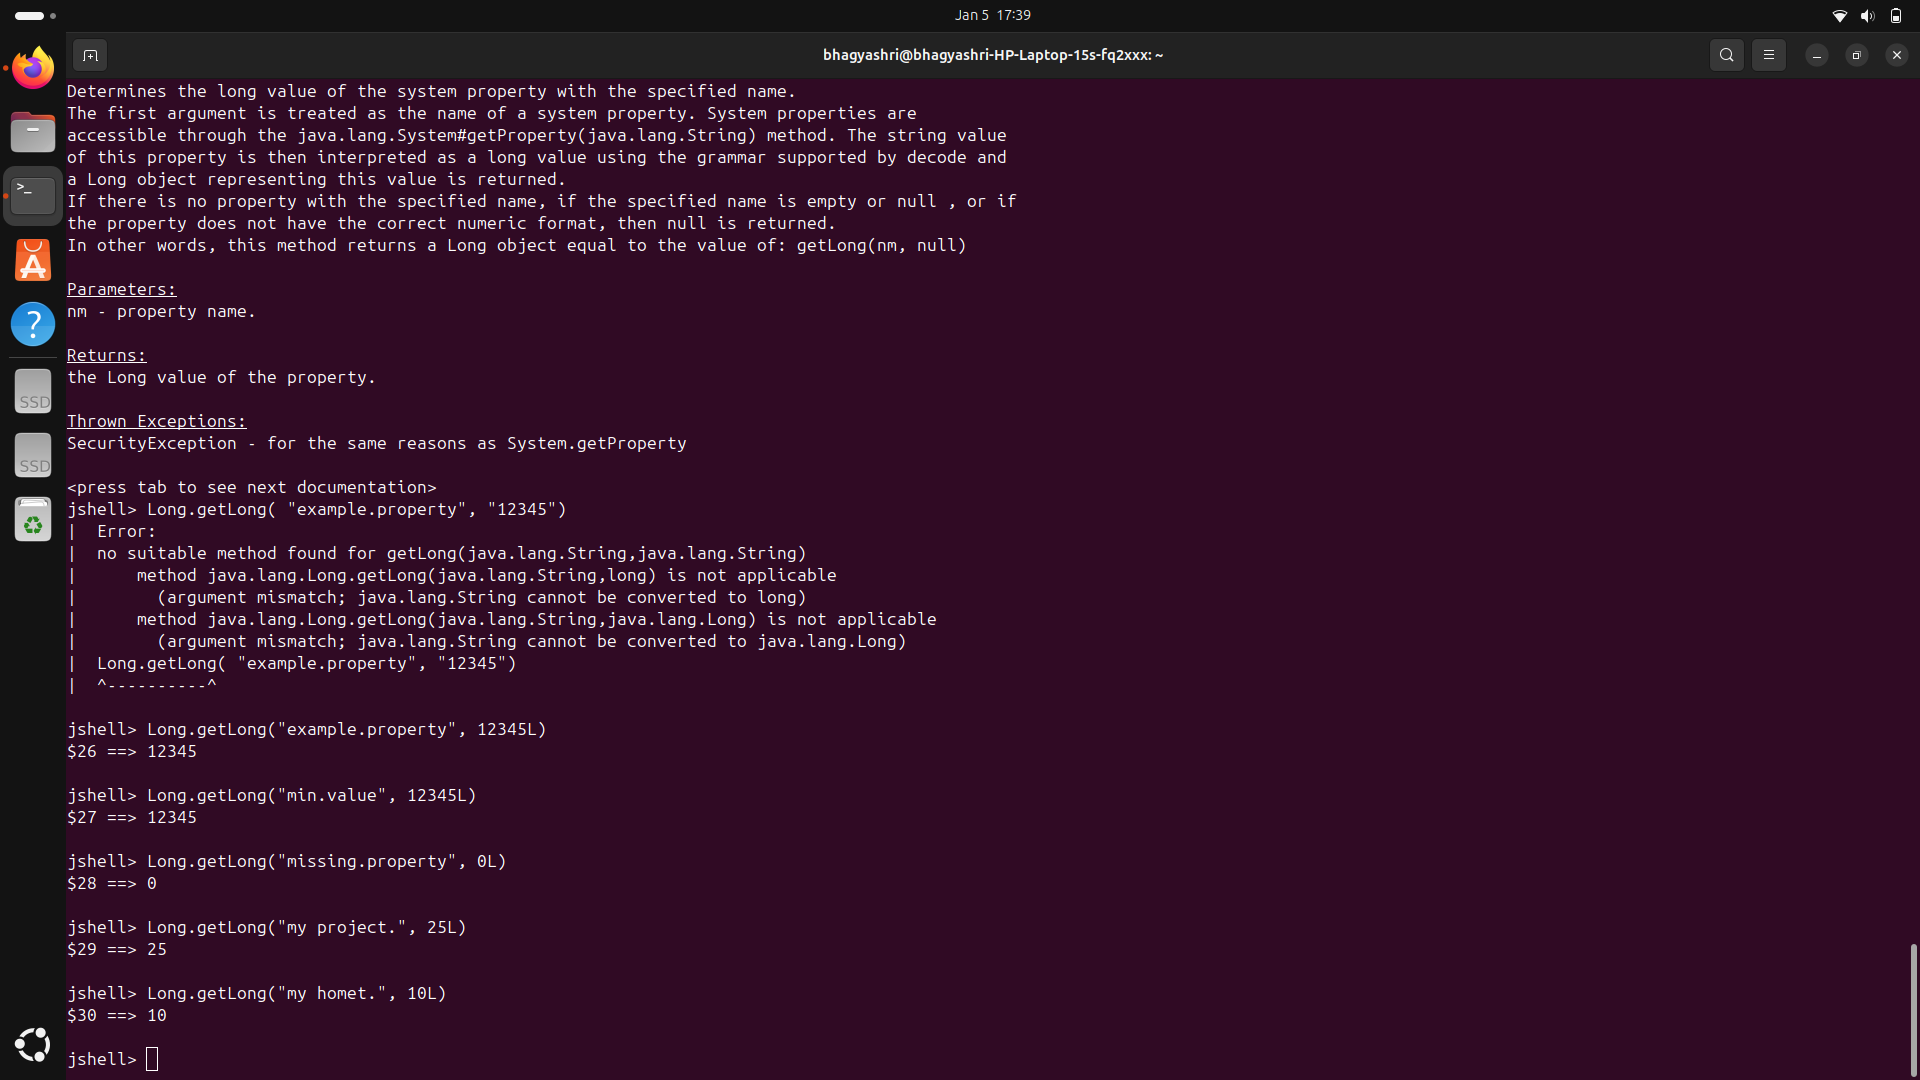 Jan 5 17:39
bhagyashri@bhagyashri-HP-Laptop-15s-fq2xxx: ~
Determines the long value of the system property with the specified name.
The first argument is treated as the name of a system property. System properties are
accessible through the java.lang.System#getProperty(java.lang.String) method. The string value
of this property is then interpreted as a long value using the grammar supported by decode and
a Long object representing this value is returned.
If there is no property with the specified name, if the specified name is empty or null , or if
the property does not have the correct numeric format, then null is returned.
In other words, this method returns a Long object equal to the value of: getLong(nm, null)
Parameters:
nm - property name.
Returns:
the Long value of the property.
Thrown Exceptions:
SecurityException - for the same reasons as System.getProperty
<press tab to see next documentation>
jshell> Long.getLong( "example.property", "12345")
|  Error:
|  no suitable method found for getLong(java.lang.String,java.lang.String)
|      method java.lang.Long.getLong(java.lang.String,long) is not applicable
|        (argument mismatch; java.lang.String cannot be converted to long)
|      method java.lang.Long.getLong(java.lang.String,java.lang.Long) is not applicable
|        (argument mismatch; java.lang.String cannot be converted to java.lang.Long)
|  Long.getLong( "example.property", "12345")
|  ^----------^
jshell> Long.getLong("example.property", 12345L)
$26 ==> 12345
jshell> Long.getLong("min.value", 12345L)
$27 ==> 12345
jshell> Long.getLong("missing.property", 0L)
$28 ==> 0
jshell> Long.getLong("my project.", 25L)
$29 ==> 25
jshell> Long.getLong("my homet.", 10L)
$30 ==> 10
jshell>
>_
?
SSD
SSD